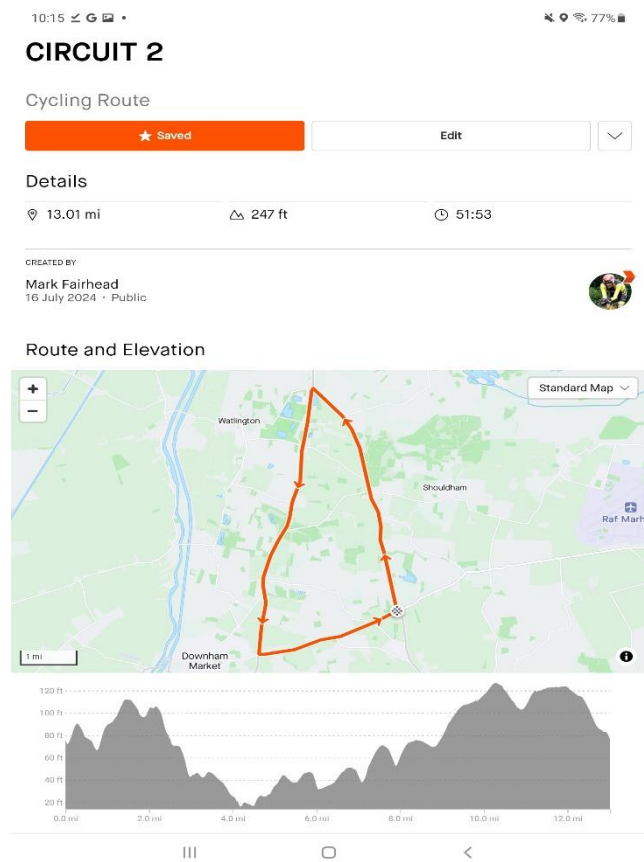 10:15
77%
CIRCUIT 2
Cycling Route
Saved
Edit
Details
13.01 mi
247 ft
51:53
CREATED BY
Mark Fairhead
16 July 2024 · Public
Route and Elevation
+
−
Standard Map
Watlington
Shouldham
Raf Marh
Downham
Market
1 mi
120 ft
100 ft
80 ft
60 ft
40 ft
20 ft
0.0 mi 2.0 mi 4.0 mi 6.0 mi 8.0 mi 10.0 mi 12.0 mi